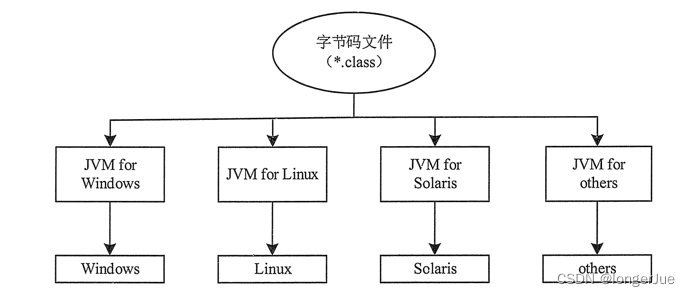 字节码文件
（*.class）
JVM for
Windows
JVM for Linux
JVM for
Solaris
JVM for
others
Windows
Linux
Solaris
others
CSDN @longerJue